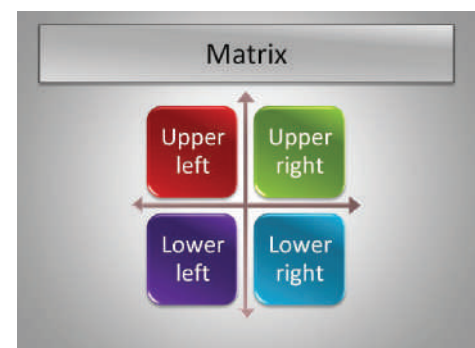 Matrix
Upper
left
Upper
right
Lower
left
Lower
right